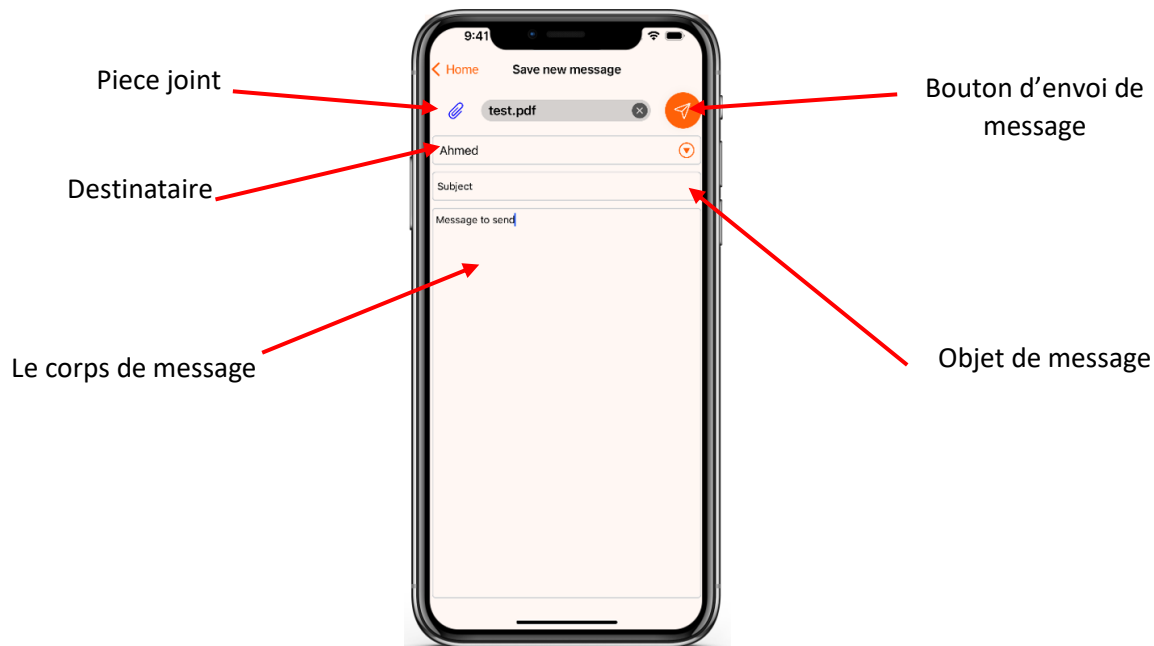 9:41
Home Save new message
Piece joint
test.pdf
Bouton d’envoi de
message
Ahmed
Destinataire
Subject
Message to send
Le corps de message
Objet de message